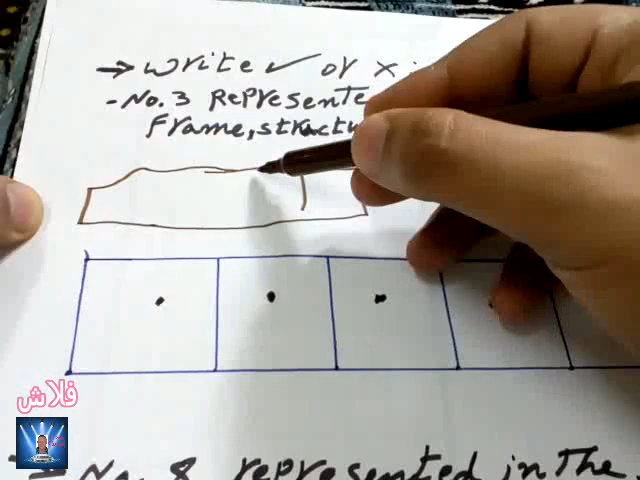 → write ✓ or x
- No. 3 Represente
Frame, structu
فلاش
No. 8 represented in The